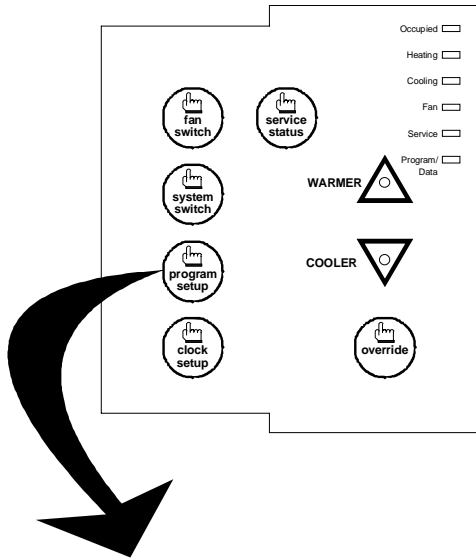 Occupied
Heating
Cooling
Fan
Service
Program/
Data
fan
switch
service
status
system
switch
WARMER
program
setup
COOLER
clock
setup
override